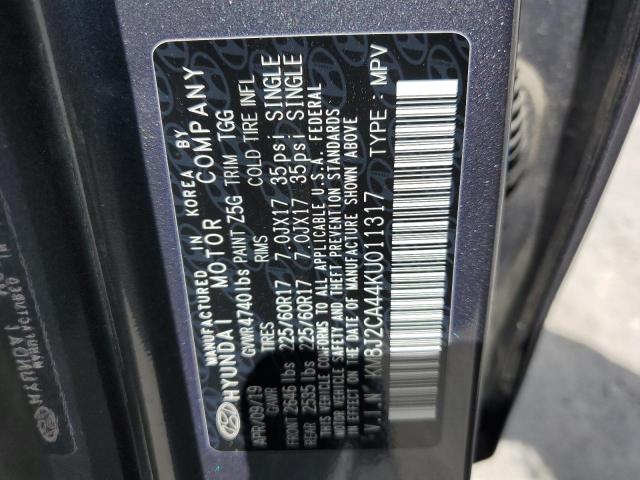 MANUFACTURED IN KOREA BY
HYUNDAI MOTOR COMPANY
APR/09/19 GVWR 4740 lbs PAINT Z5G TRIM TGG
GAWR TIRES RIMS COLD TIRE INFL
FRONT 2646 lbs 225/60R17 7.0JX17 35psi SINGLE
REAR 2535 lbs 225/60R17 7.0JX17 35psi SINGLE
THIS VEHICLE CONFORMS TO ALL APPLICABLE U.S.A. FEDERAL
MOTOR VEHICLE SAFETY AND THEFT PREVENTION STANDARDS
IN EFFECT ON THE DATE OF MANUFACTURE SHOWN ABOVE
V.I.N : KM8J2CA44KU011317 TYPE : MPV